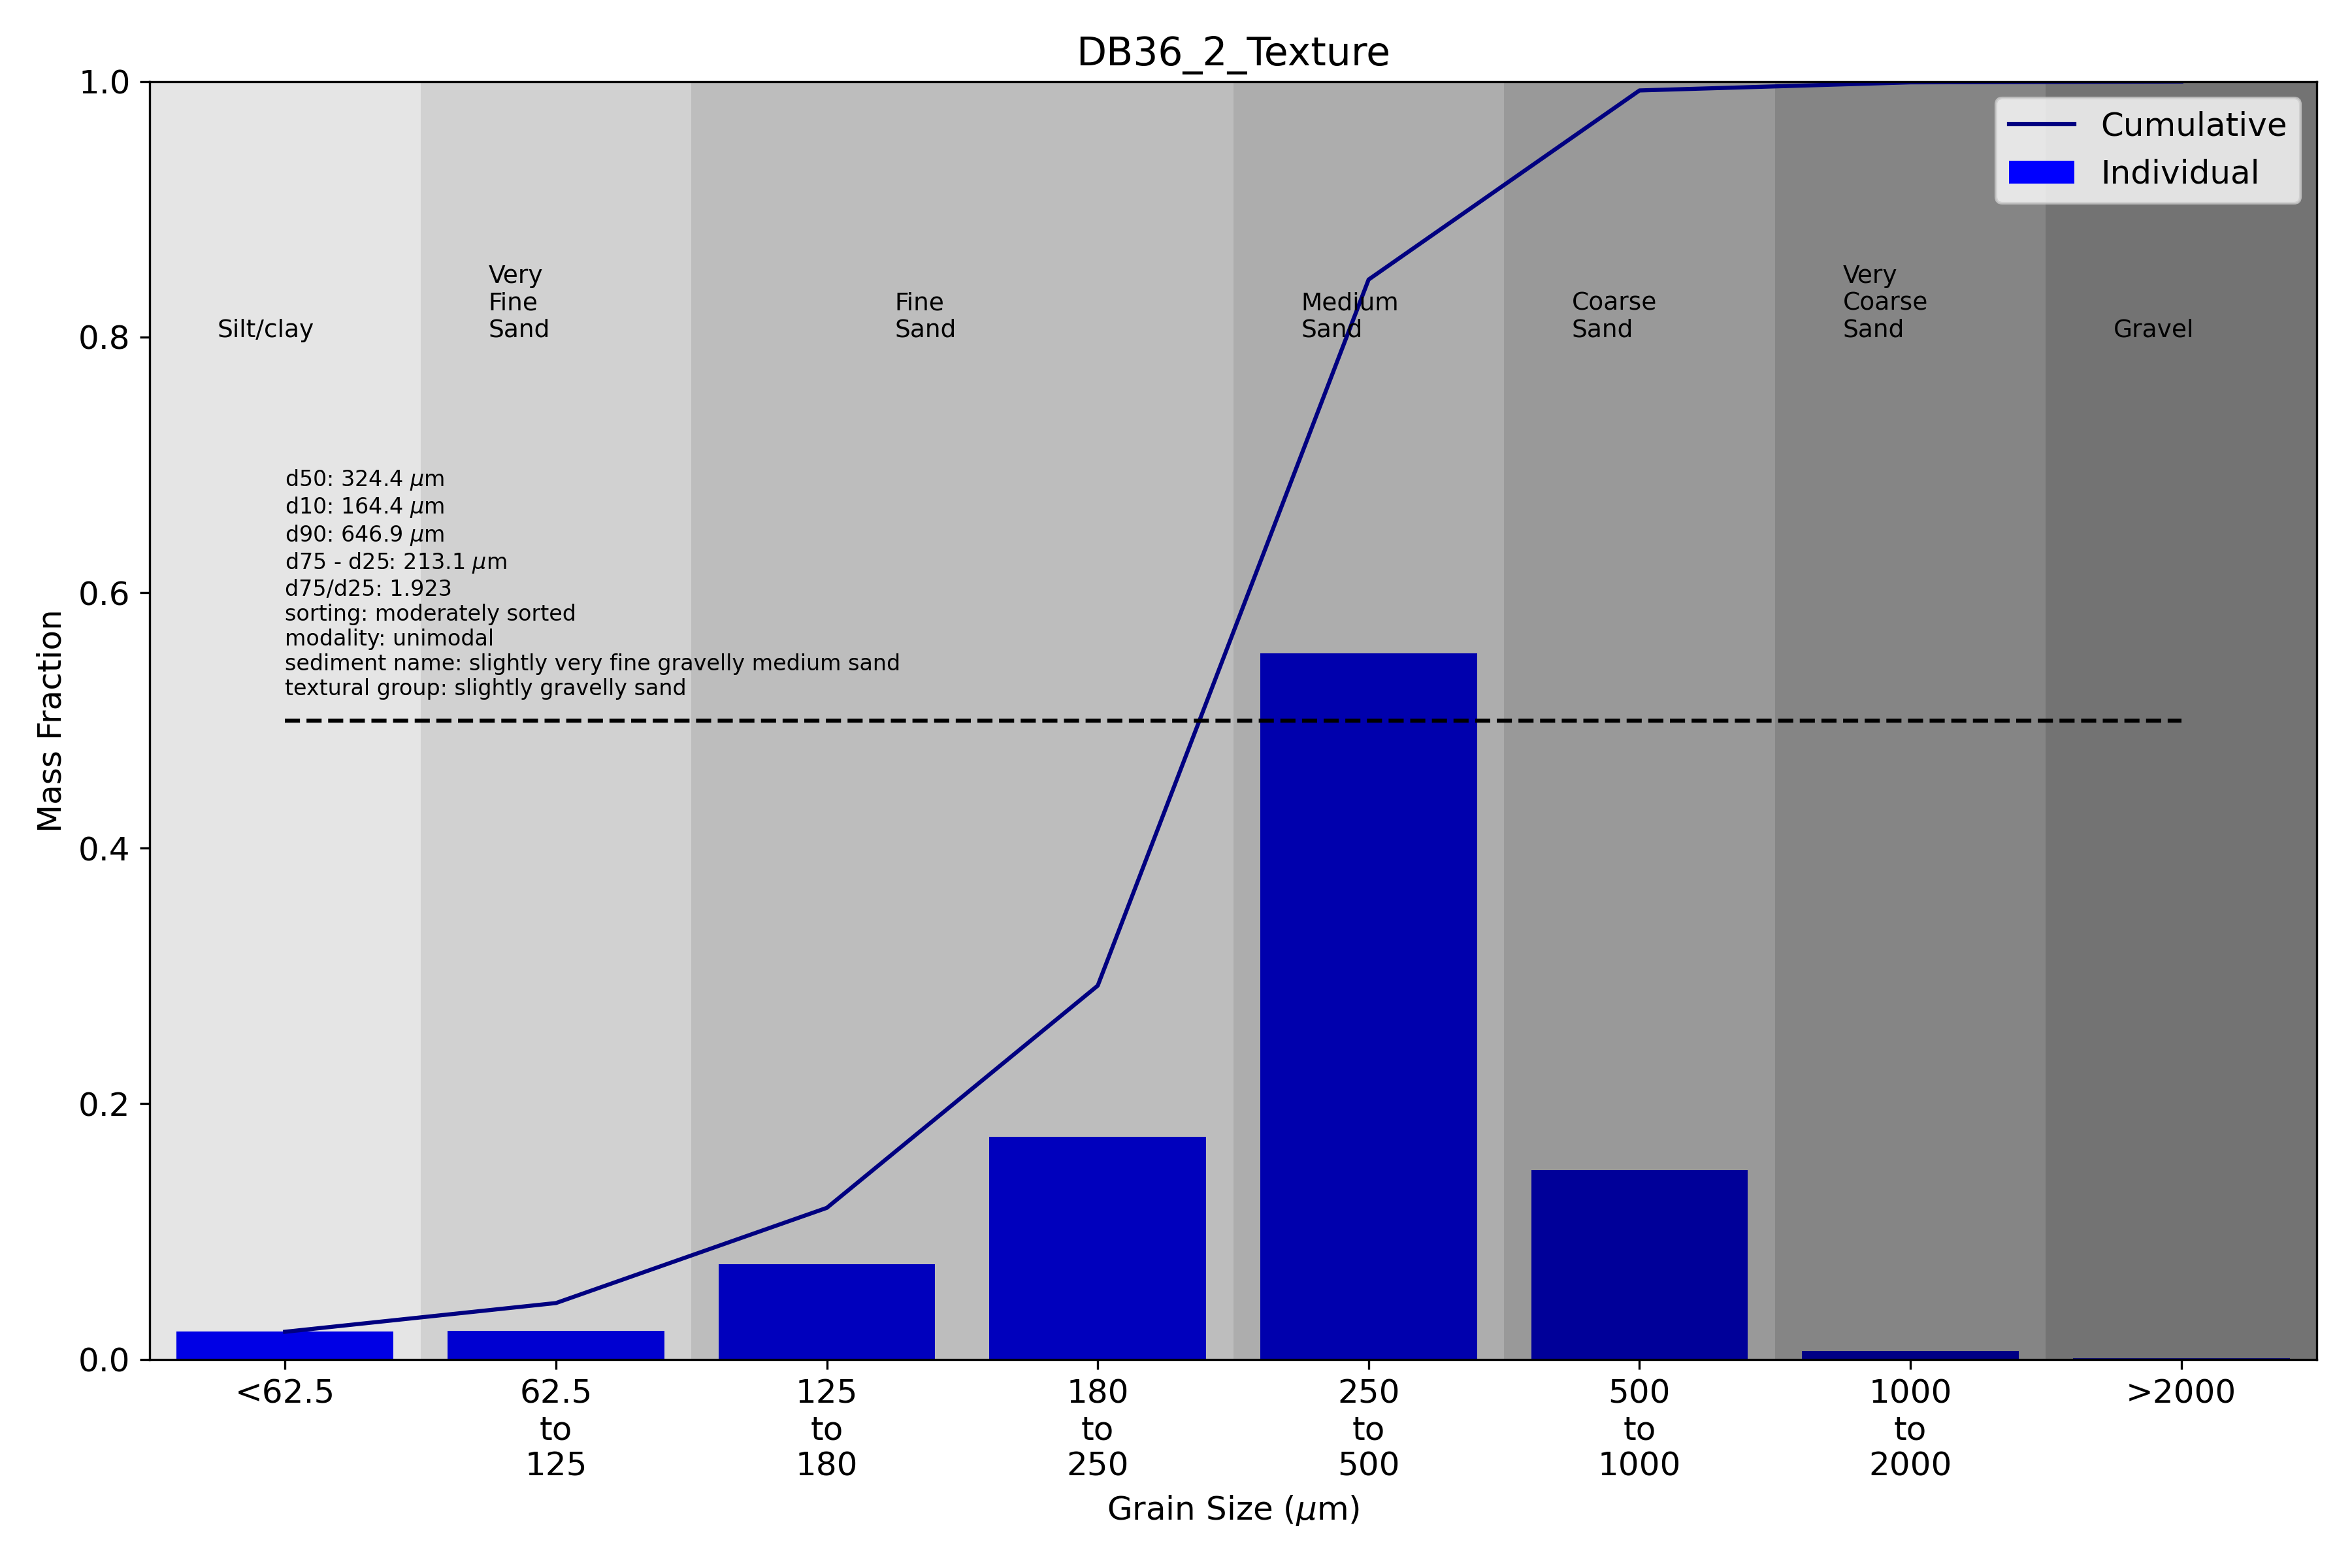 DB36_2_Texture
1.0
0.8
0.6
0.4
0.2
0.0
Mass Fraction
Cumulative
Individual
Silt/clay
Very
Fine
Sand
Fine
Sand
Medium
Sand
Coarse
Sand
Very
Coarse
Sand
Gravel
d50: 324.4 μm
d10: 164.4 μm
d90: 646.9 μm
d75 - d25: 213.1 μm
d75/d25: 1.923
sorting: moderately sorted
modality: unimodal
sediment name: slightly very fine gravelly medium sand
textural group: slightly gravelly sand
<62.5
62.5
to
125
125
to
180
180
to
250
250
to
500
500
to
1000
1000
to
2000
>2000
Grain Size (μm)